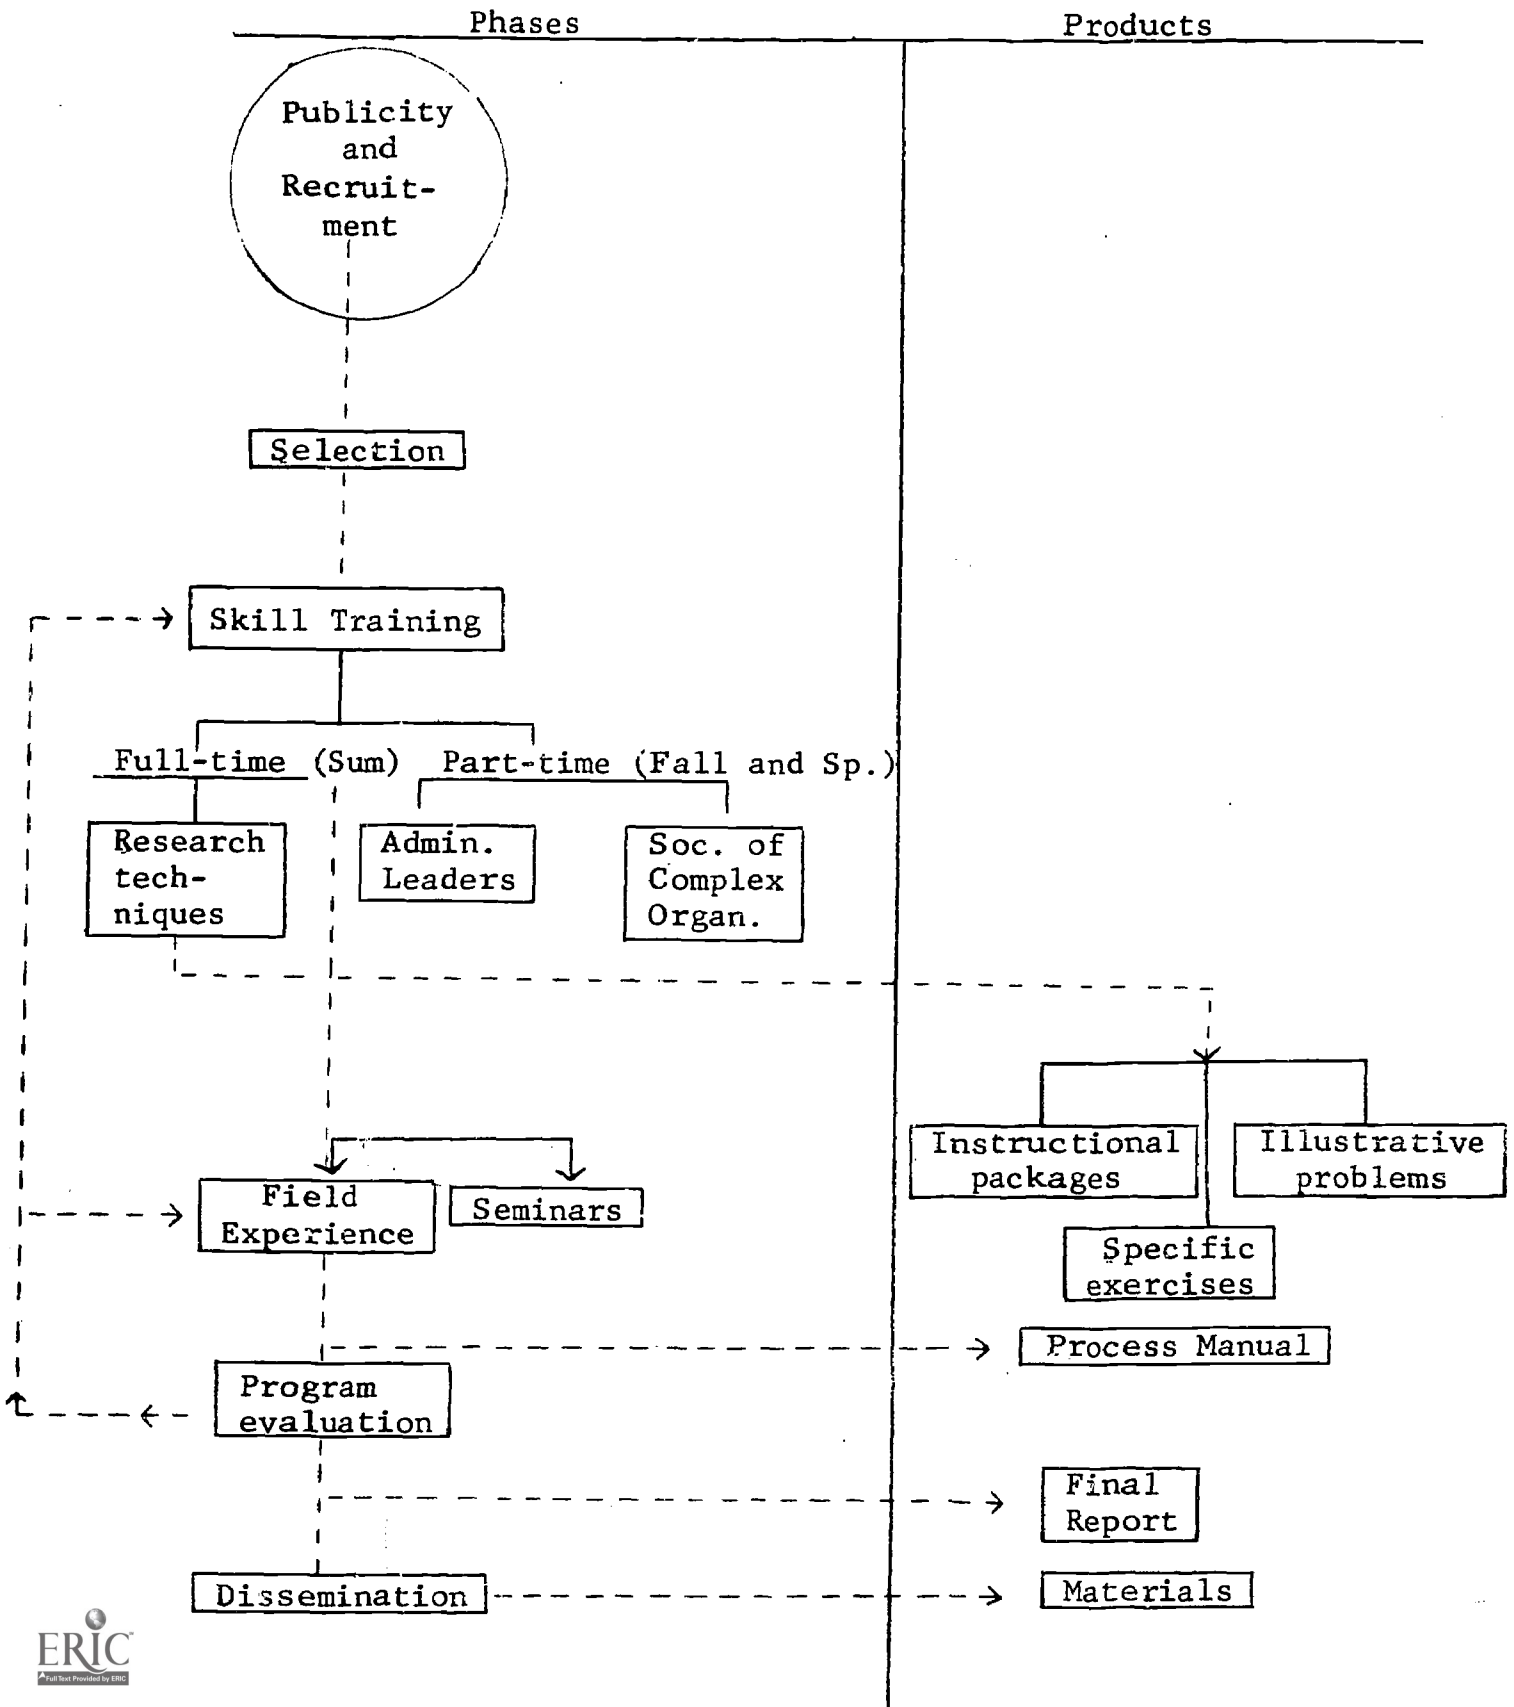 Phases
Products
Publicity
and
Recruit-
ment
Selection
Skill Training
Full-time (Sum)
Part-time (Fall and Sp.)
Research
tech-
niques
Admin.
Leaders
Soc. of
Complex
Organ.
Instructional
packages
Illustrative
problems
Specific
exercises
Field
Experience
Seminars
Process Manual
Program
evaluation
Final
Report
Dissemination
Materials
ERIC
Full Text Provided by ERIC